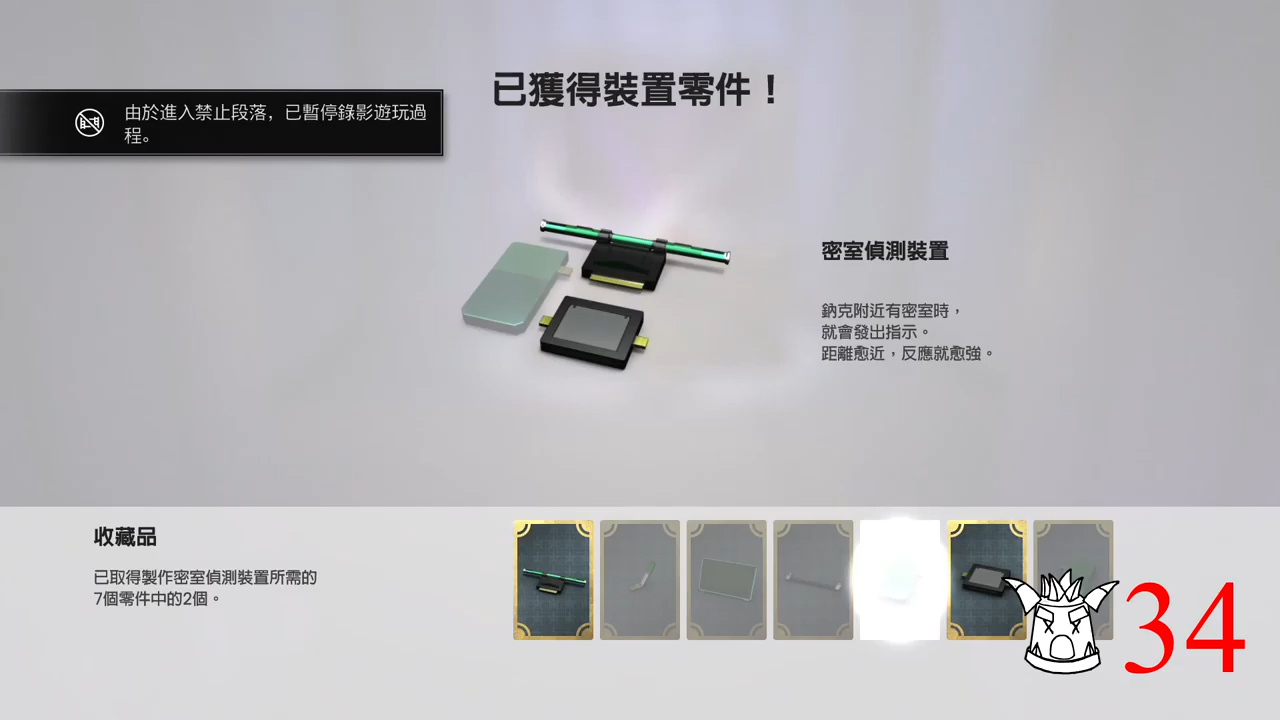 已獲得裝置零件！
由於進入禁止段落，已暫停錄影遊玩過
程。
密室偵測裝置
鈉克附近有密室時，
就會發出指示。
距離愈近，反應就愈強。
收藏品
已取得製作密室偵測裝置所需的
7個零件中的2個。
34